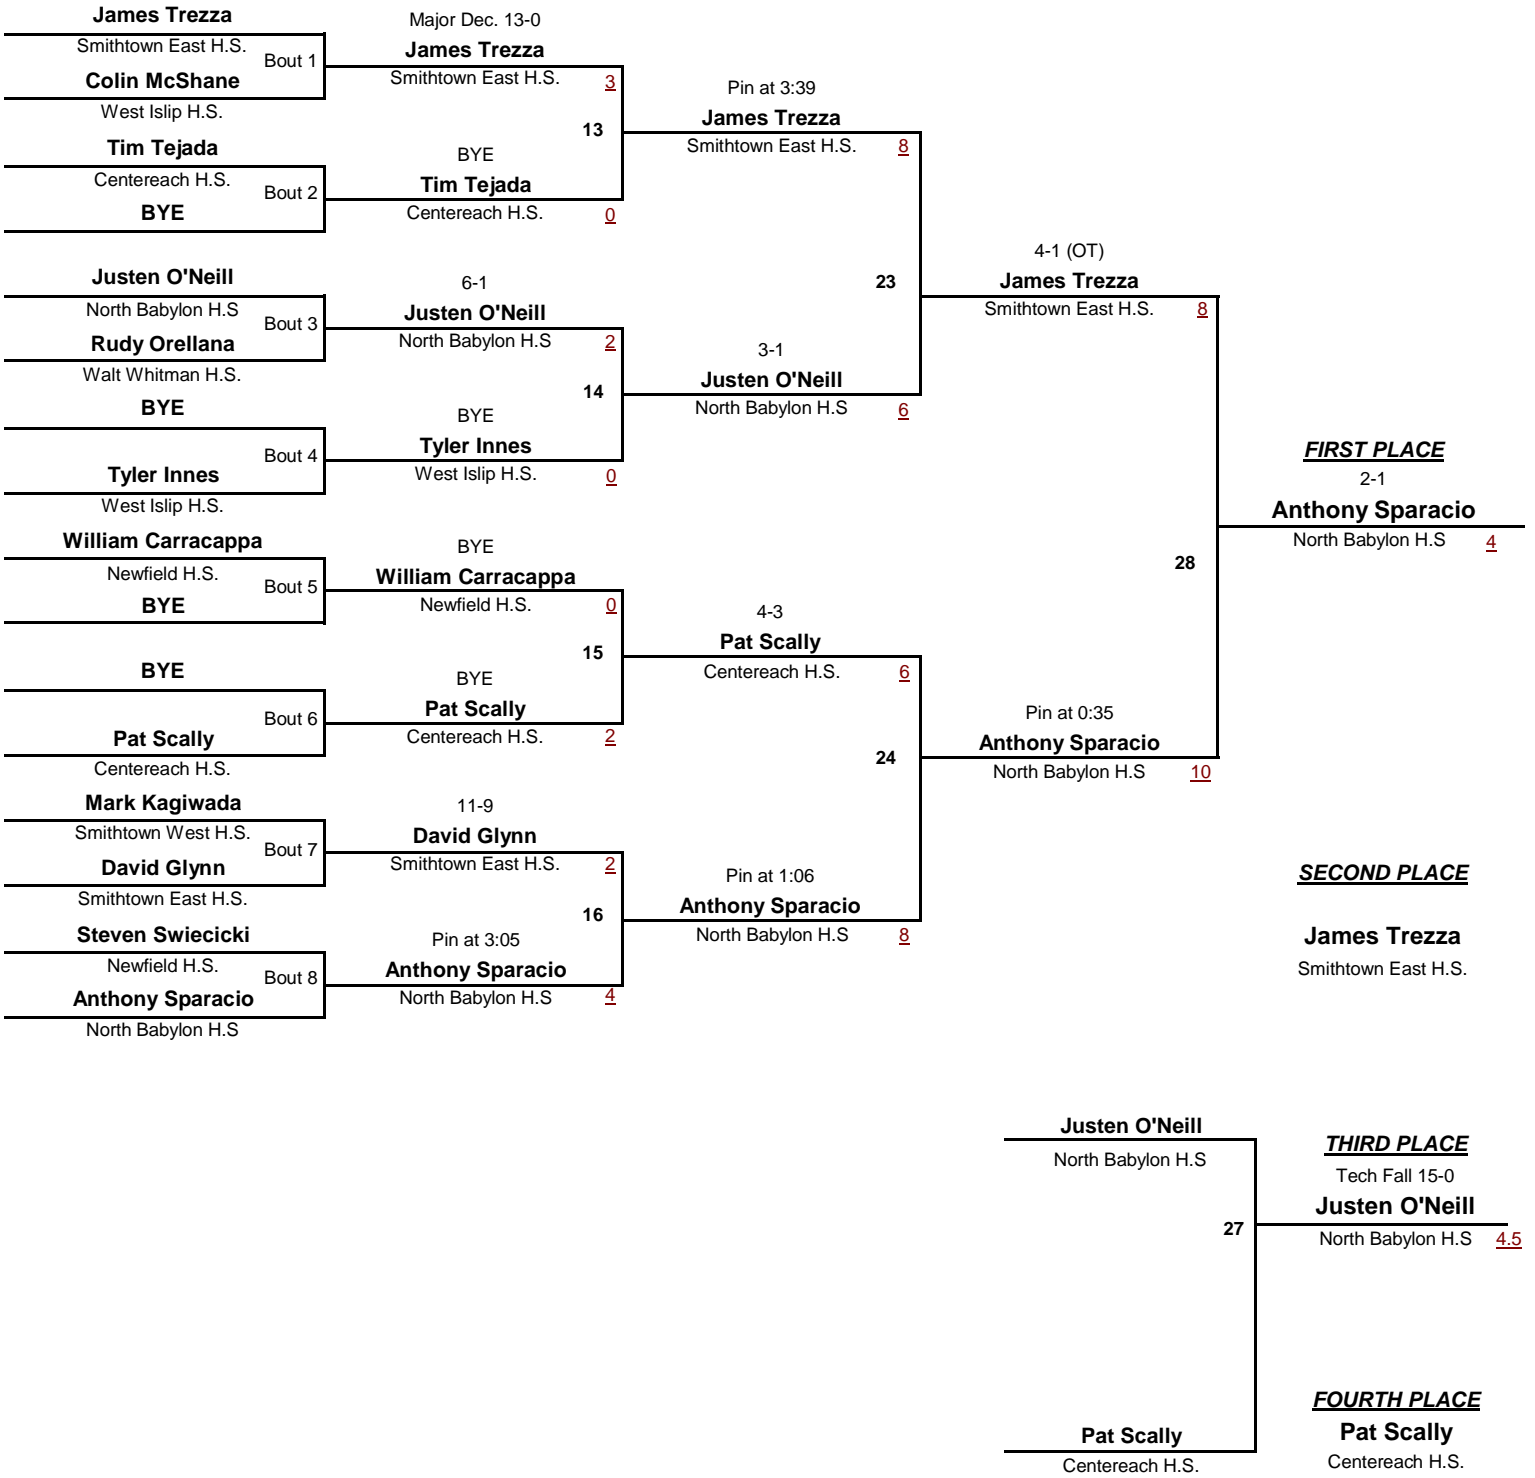 James Trezza
Smithtown East H.S.
Bout 1
Colin McShane
West Islip H.S.
Tim Tejada
Centereach H.S.
Bout 2
BYE
Justen O'Neill
North Babylon H.S
Bout 3
Rudy Orellana
Walt Whitman H.S.
BYE
Bout 4
Tyler Innes
West Islip H.S.
William Carracappa
Newfield H.S.
Bout 5
BYE
BYE
Bout 6
Pat Scally
Centereach H.S.
Mark Kagiwada
Smithtown West H.S.
Bout 7
David Glynn
Smithtown East H.S.
Steven Swiecicki
Newfield H.S.
Bout 8
Anthony Sparacio
North Babylon H.S
Major Dec. 13-0
James Trezza
Smithtown East H.S. 3
13
BYE
Tim Tejada
Centereach H.S. 0
6-1
Justen O'Neill
North Babylon H.S 2
14
BYE
Tyler Innes
West Islip H.S. 0
BYE
William Carracappa
Newfield H.S. 0
15
BYE
Pat Scally
Centereach H.S. 2
11-9
David Glynn
Smithtown East H.S. 2
16
Pin at 3:05
Anthony Sparacio
North Babylon H.S 4
Pin at 3:39
James Trezza
Smithtown East H.S. 8
23
3-1
Justen O'Neill
North Babylon H.S 6
4-3
Pat Scally
Centereach H.S. 6
24
Pin at 1:06
Anthony Sparacio
North Babylon H.S 8
4-1 (OT)
James Trezza
Smithtown East H.S. 8
28
Pin at 0:35
Anthony Sparacio
North Babylon H.S 10
FIRST PLACE
2-1
Anthony Sparacio
North Babylon H.S 4
SECOND PLACE
James Trezza
Smithtown East H.S.
Justen O'Neill
North Babylon H.S
27
Pat Scally
Centereach H.S.
THIRD PLACE
Tech Fall 15-0
Justen O'Neill
North Babylon H.S 4.5
FOURTH PLACE
Pat Scally
Centereach H.S.